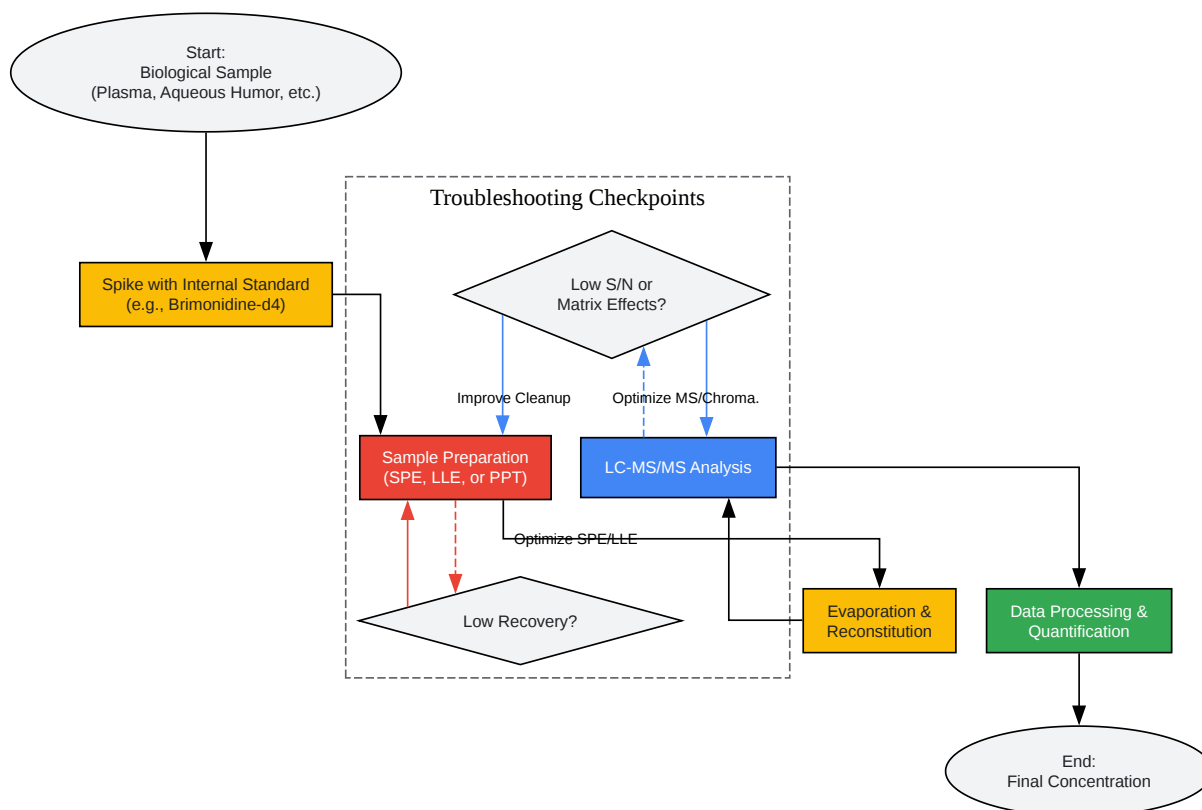 Start:
Biological Sample
(Plasma, Aqueous Humor, etc.)
Troubleshooting Checkpoints
Spike with Internal Standard
(e.g., Brimonidine-d4)
Low S/N or
Matrix Effects?
Improve Cleanup
Optimize MS/Chroma.
Sample Preparation
(SPE, LLE, or PPT)
LC-MS/MS Analysis
Optimize SPE/LLE
Low Recovery?
Evaporation &
Reconstitution
Data Processing &
Quantification
End:
Final Concentration